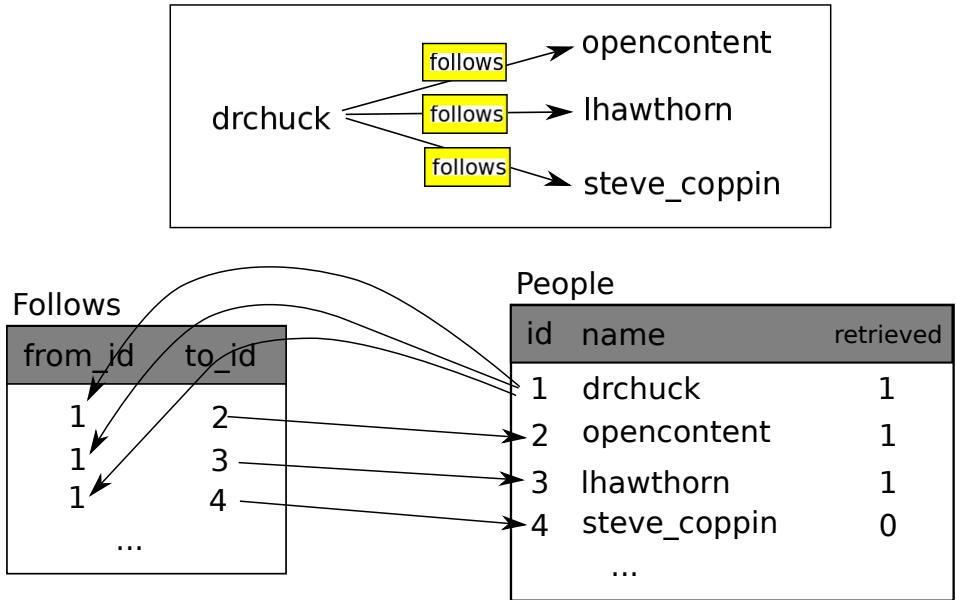 opencontent
follows
drchuck follows lhawthorn
follows
steve_coppin
Follows
from_id to_id
1 2
1 3
1 4
...
People
id name retrieved
1 drchuck 1
2 opencontent 1
3 lhawthorn 1
4 steve_coppin 0
...